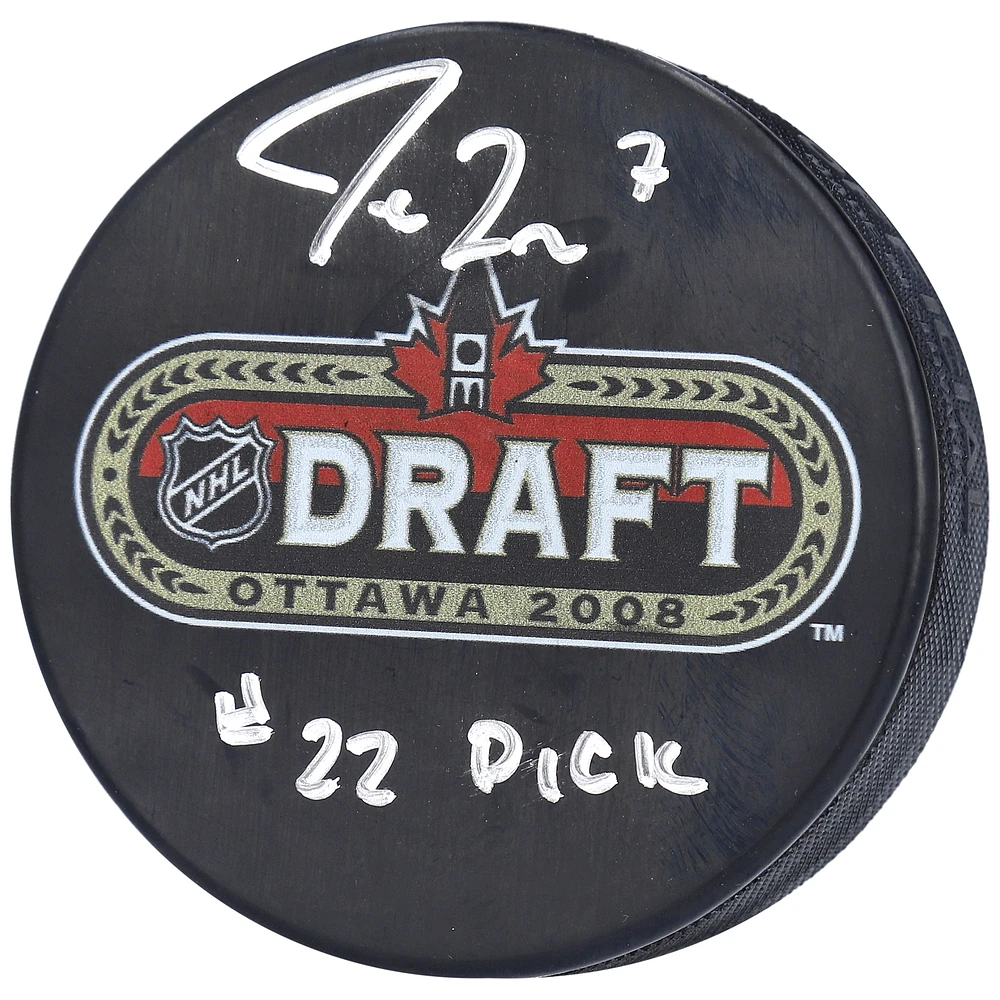 7
NHL
DRAFT
OTTAWA 2008
TM
#22 PICK